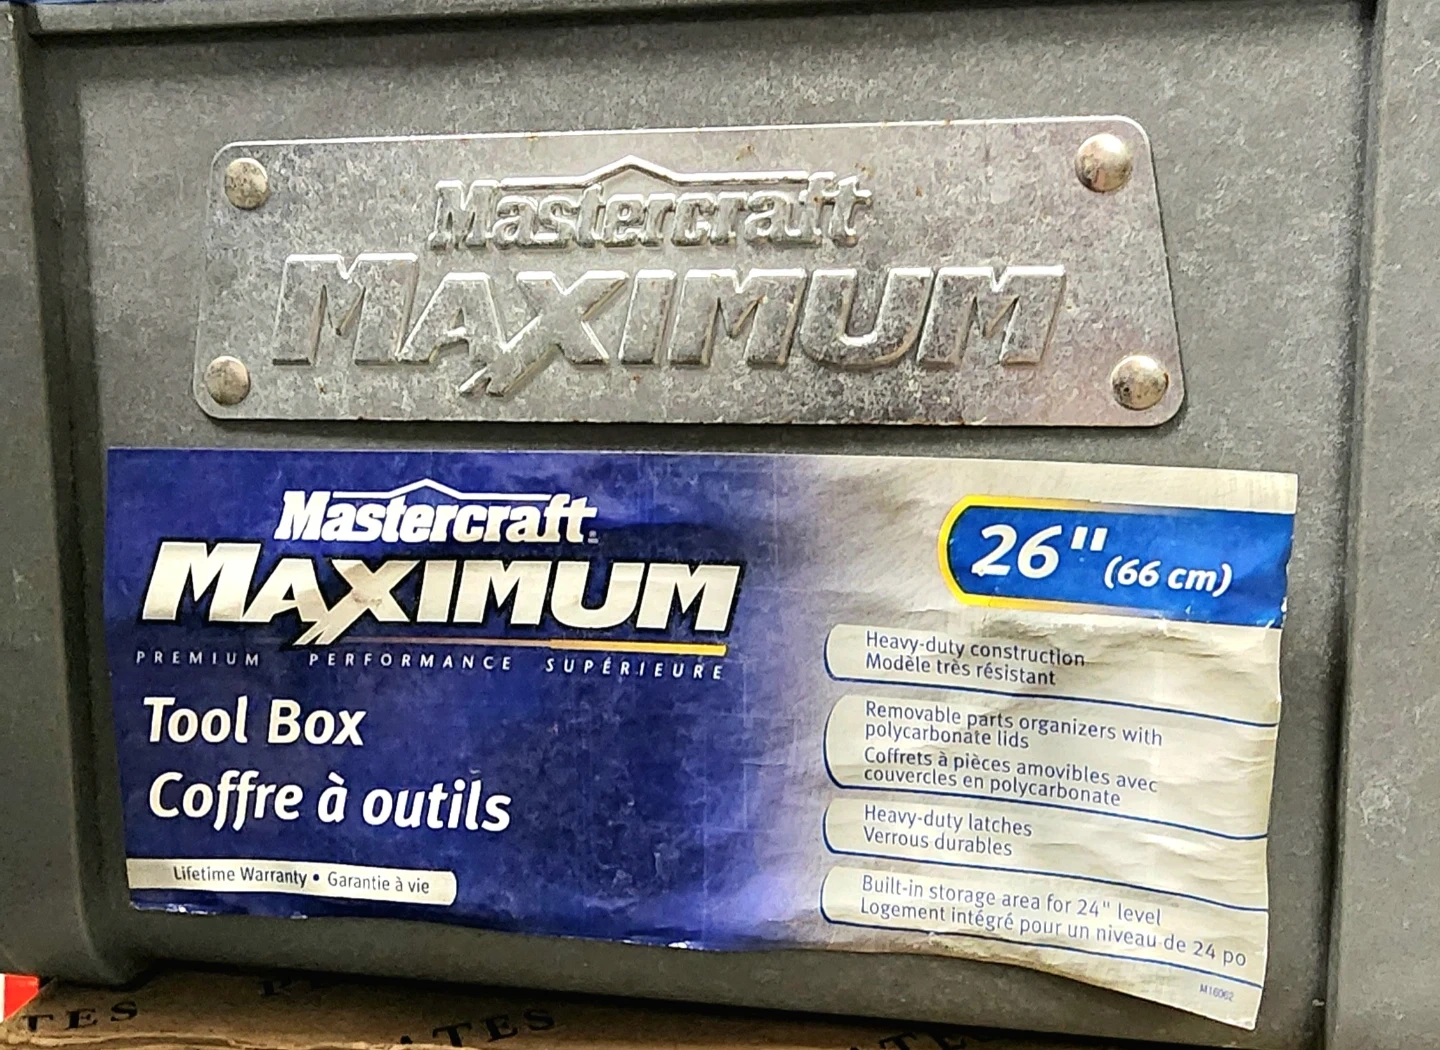 Mastercraft
MAXIMUM
Mastercraft
MAXIMUM
PREMIUM PERFORMANCE SUPÉRIEURE
Tool Box
Coffre à outils
Lifetime Warranty • Garantie à vie
26" (66 cm)
Heavy-duty construction
Modèle très résistant
Removable parts organizers with
polycarbonate lids
Coffrets à pièces amovibles avec
couvercles en polycarbonate
Heavy-duty latches
Verrous durables
Built-in storage area for 24" level
Logement intégré pour un niveau de 24 po